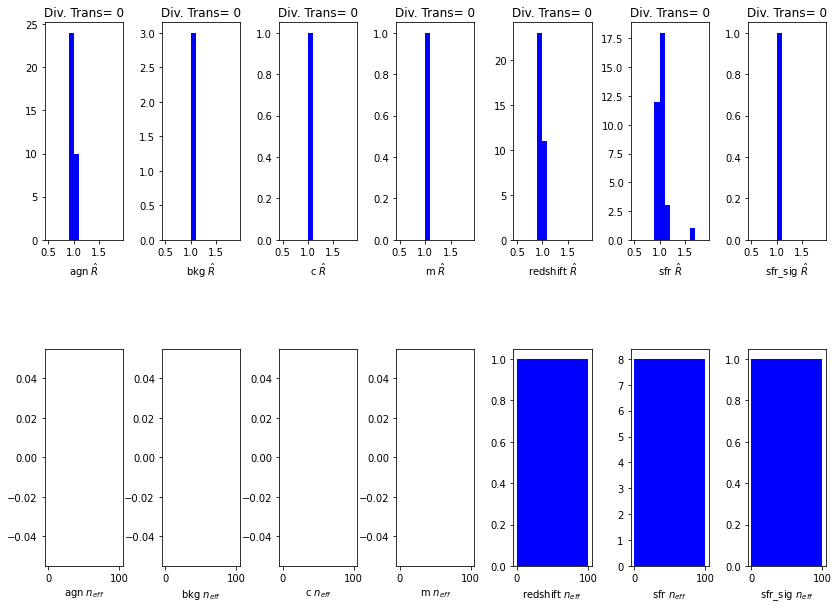 Div. Trans= 0 Div. Trans= 0 Div. Trans= 0 Div. Trans= 0 Div. Trans= 0 Div. Trans= 0 Div. Trans= 0
25 3.0 1.0 1.0 20 17.5 1.0
20 2.5 0.8 0.8 15 15.0 0.8
15 2.0 0.6 0.6 10 12.5 0.6
10 1.5 0.4 0.4 5 10.0 0.4
5 1.0 0.2 0.2 0 7.5 0.2
0 0.5 0.0 0.0 5.0 0.0
0.0 2.5
0.0
0.5 1.0 1.5 0.5 1.0 1.5 0.5 1.0 1.5 0.5 1.0 1.5 0.5 1.0 1.5 0.5 1.0 1.5 0.5 1.0 1.5
agn R̂ bkg R̂ c R̂ m R̂ redshift R̂ sfr R̂ sfr_sig R̂
0.04 0.04 0.04 0.04 1.0 8 1.0
0.02 0.02 0.02 0.02 0.8 7 0.8
0.00 0.00 0.00 0.00 0.6 6 0.6
−0.02 −0.02 −0.02 −0.02 0.4 5 0.4
−0.04 −0.04 −0.04 −0.04 0.2 4 0.2
0.0 3 0.0
2
1
0
0 100 0 100 0 100 0 100 0 100 0 100 0 100
agn n_eff bkg n_eff c n_eff m n_eff redshift n_eff sfr n_eff sfr_sig n_eff